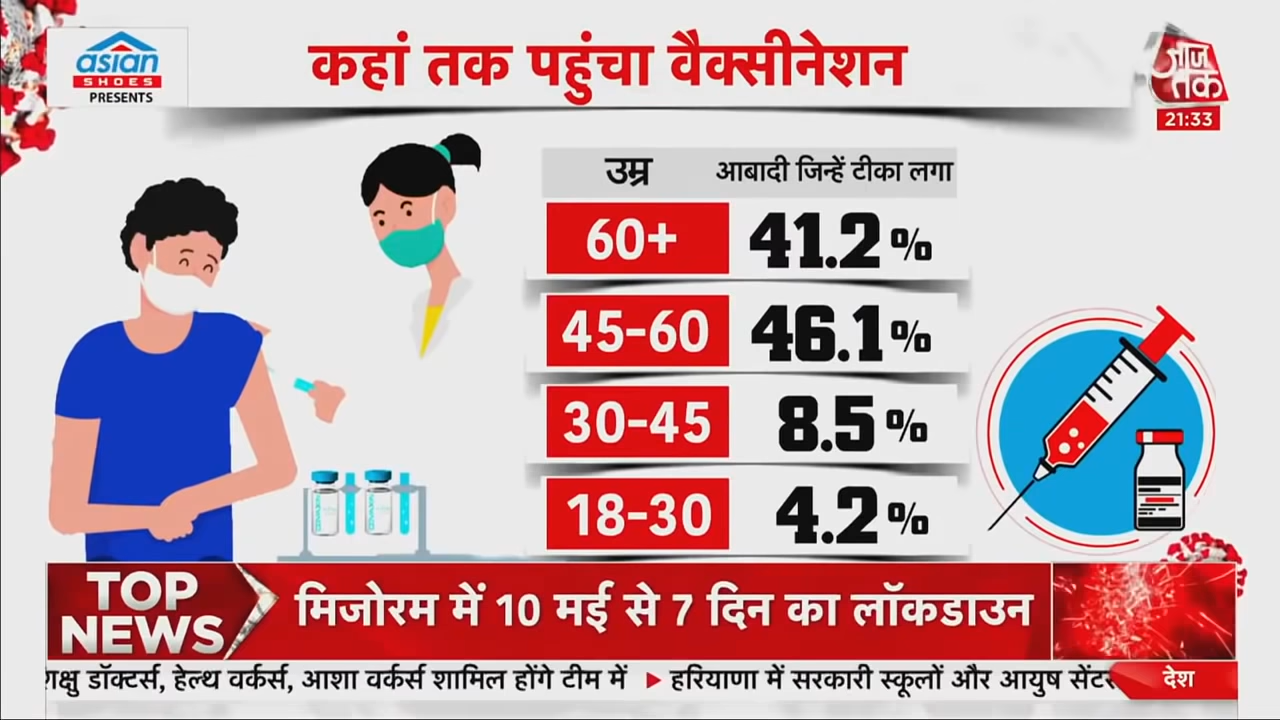 asian
SHOES
PRESENTS
कहां तक पहुंचा वैक्सीनेशन
आज
तक
21:33
उम्र आबादी जिन्हें टीका लगा
60+ 41.2%
45-60 46.1%
30-45 8.5%
18-30 4.2%
TOP
NEWS
मिजोरम में 10 मई से 7 दिन का लॉकडाउन
डॉक्टर्स, हेल्थ वर्कर्स, आशा वर्कर्स शामिल होंगे टीम में ▶ हरियाणा में सरकारी स्कूलों और आयुष
देश